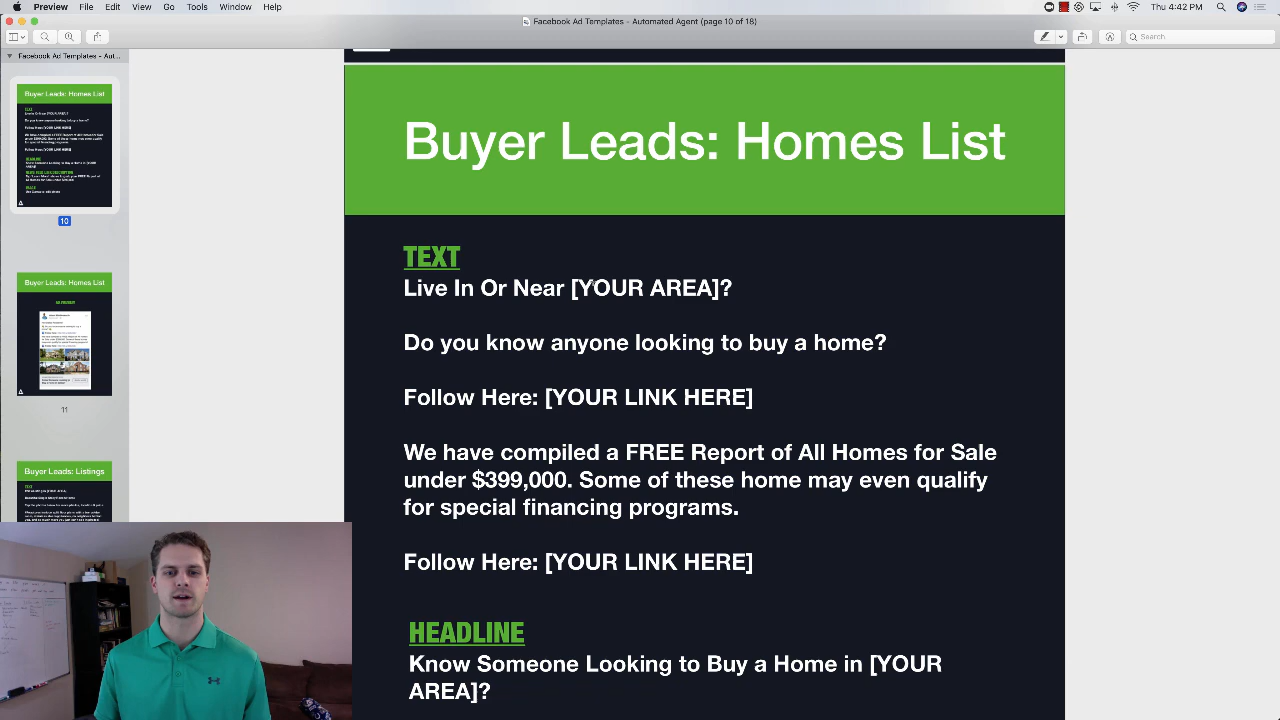 Preview File Edit View Go Tools Window Help
Facebook Ad Templates - Automated Agent (page 10 of 18)
Search
Facebook Ad Templates - Aut...
Buyer Leads: Homes List
10
Buyer Leads: Homes List
11
Buyer Leads: Listings
Buyer Leads: Homes List
TEXT
Live In Or Near [YOUR AREA]?
Do you know anyone looking to buy a home?
Follow Here: [YOUR LINK HERE]
We have compiled a FREE Report of All Homes for Sale
under $399,000. Some of these home may even qualify
for special financing programs.
Follow Here: [YOUR LINK HERE]
HEADLINE
Know Someone Looking to Buy a Home in [YOUR
AREA]?